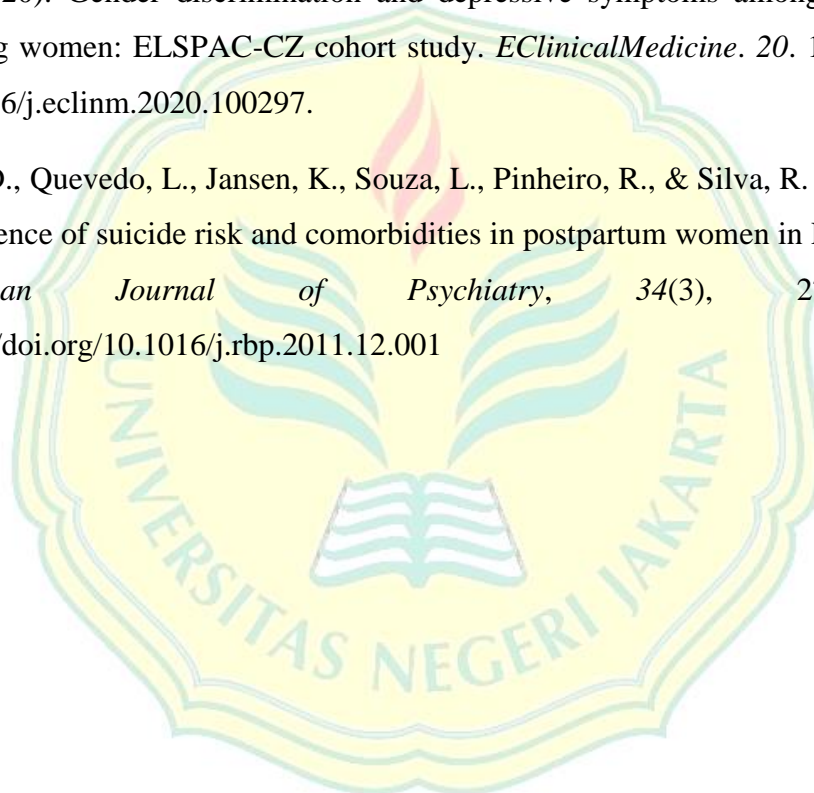 20). Gender discrimination and depressive symptoms among
g women: ELSPAC-CZ cohort study. EClinicalMedicine. 20. 1
6/j.eclinm.2020.100297.
., Quevedo, L., Jansen, K., Souza, L., Pinheiro, R., & Silva, R.
ence of suicide risk and comorbidities in postpartum women in
an Journal of Psychiatry, 34(3), 2
/doi.org/10.1016/j.rbp.2011.12.001
UNIVERSITAS NEGERI JAKARTA